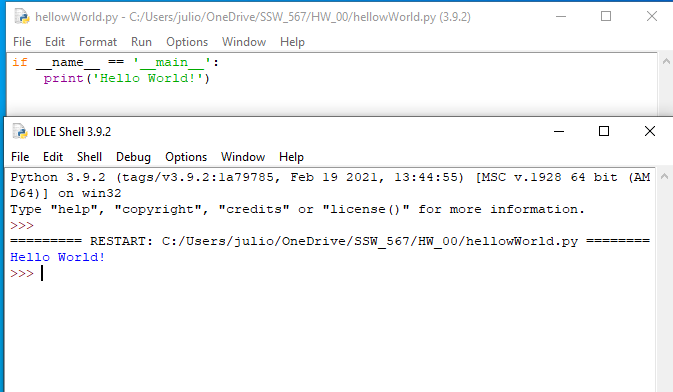 hellowWorld.py - C:/Users/julio/OneDrive/SSW_567/HW_00/hellowWorld.py (3.9.2)
File Edit Format Run Options Window Help
if __name__ == '__main__':
    print('Hello World!')
IDLE Shell 3.9.2
File Edit Shell Debug Options Window Help
Python 3.9.2 (tags/v3.9.2:1a79785, Feb 19 2021, 13:44:55) [MSC v.1928 64 bit (AM
D64)] on win32
Type "help", "copyright", "credits" or "license()" for more information.
>>>
========= RESTART: C:/Users/julio/OneDrive/SSW_567/HW_00/hellowWorld.py ========
Hello World!
>>>